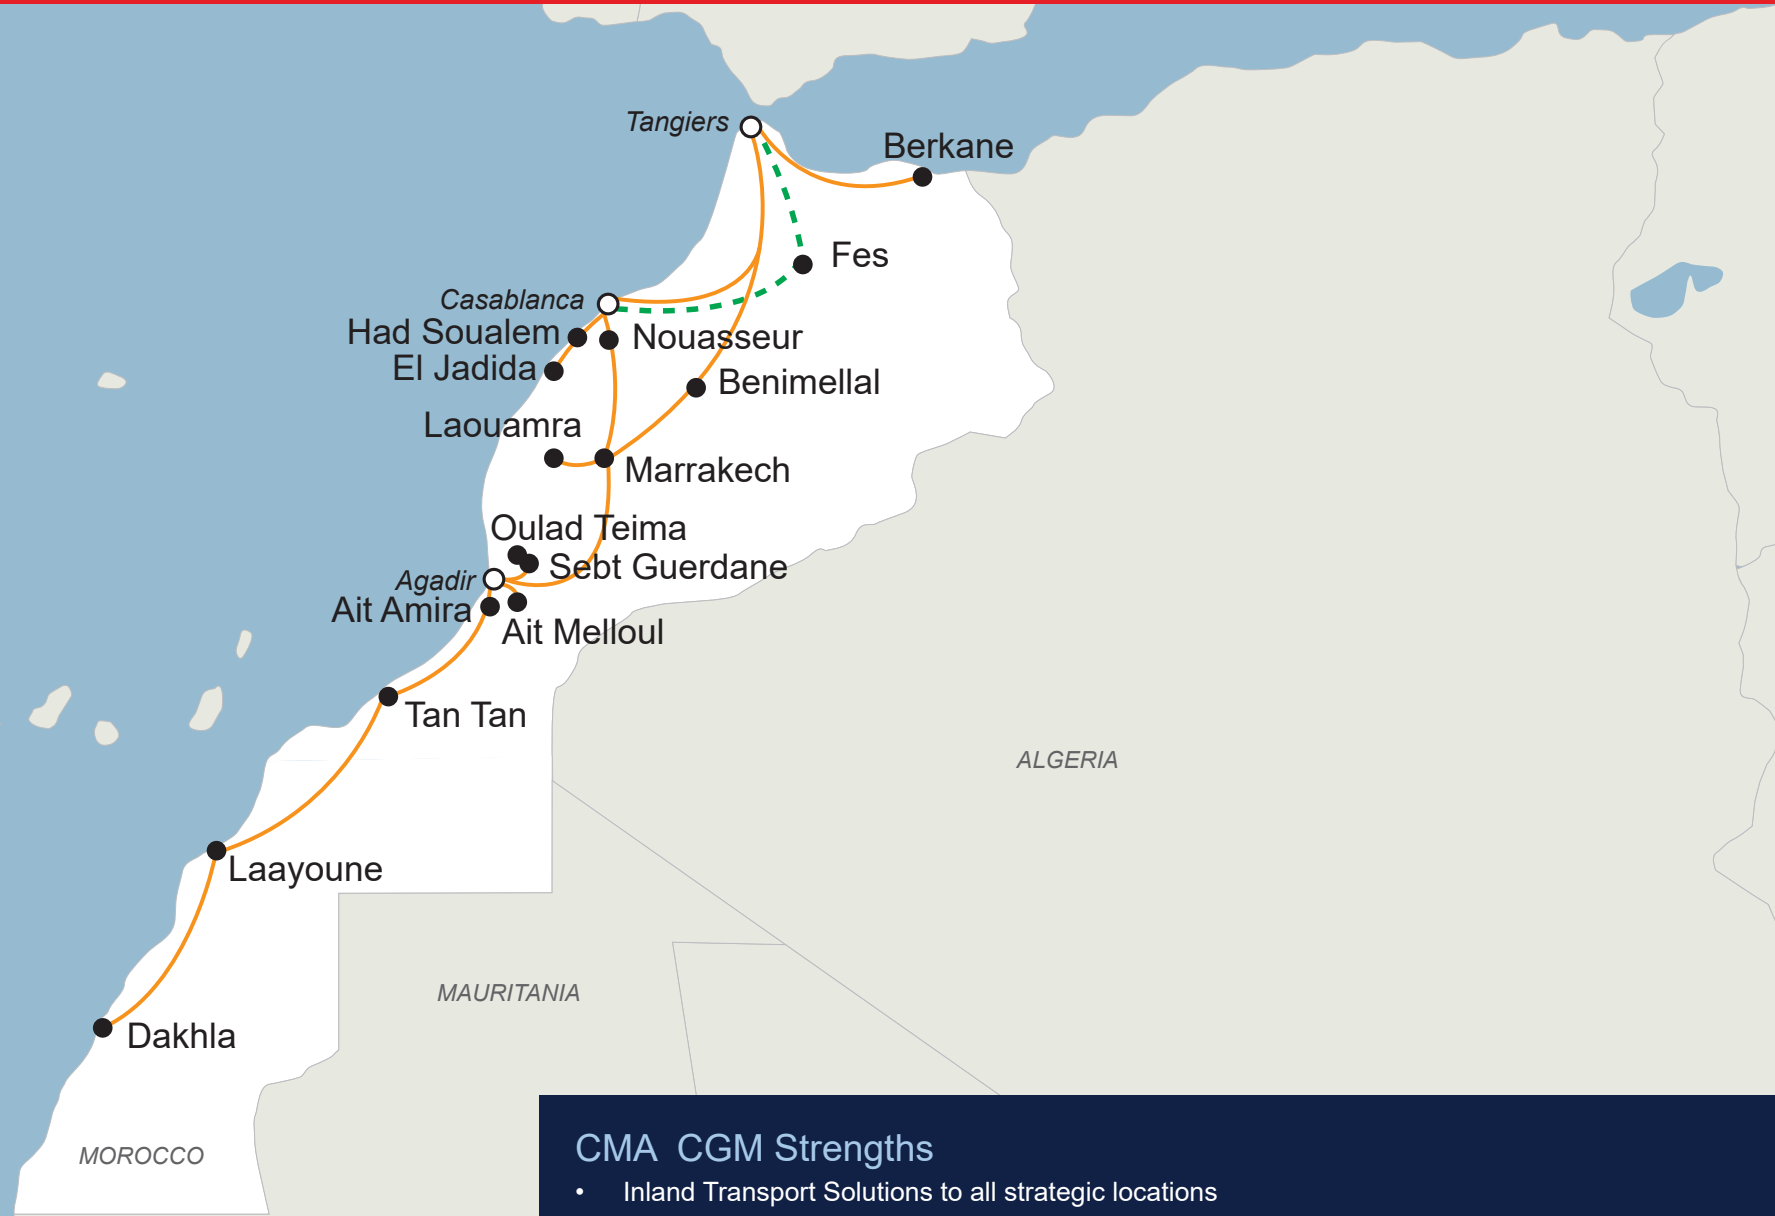 Tangiers
Berkane
Fes
Casablanca
Had Soualem
Nouasseur
El Jadida
Benimellal
Laouamra
Marrakech
Oulad Teima
Sebt Guerdane
Agadir
Ait Amira
Ait Melloul
Tan Tan
ALGERIA
Laayoune
MAURITANIA
Dakhla
MOROCCO
CMA CGM Strengths
• Inland Transport Solutions to all strategic locations